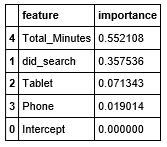 feature importance
4 Total_Minutes 0.552108
1 did_search 0.357536
2 Tablet 0.071343
3 Phone 0.019014
0 Intercept 0.000000